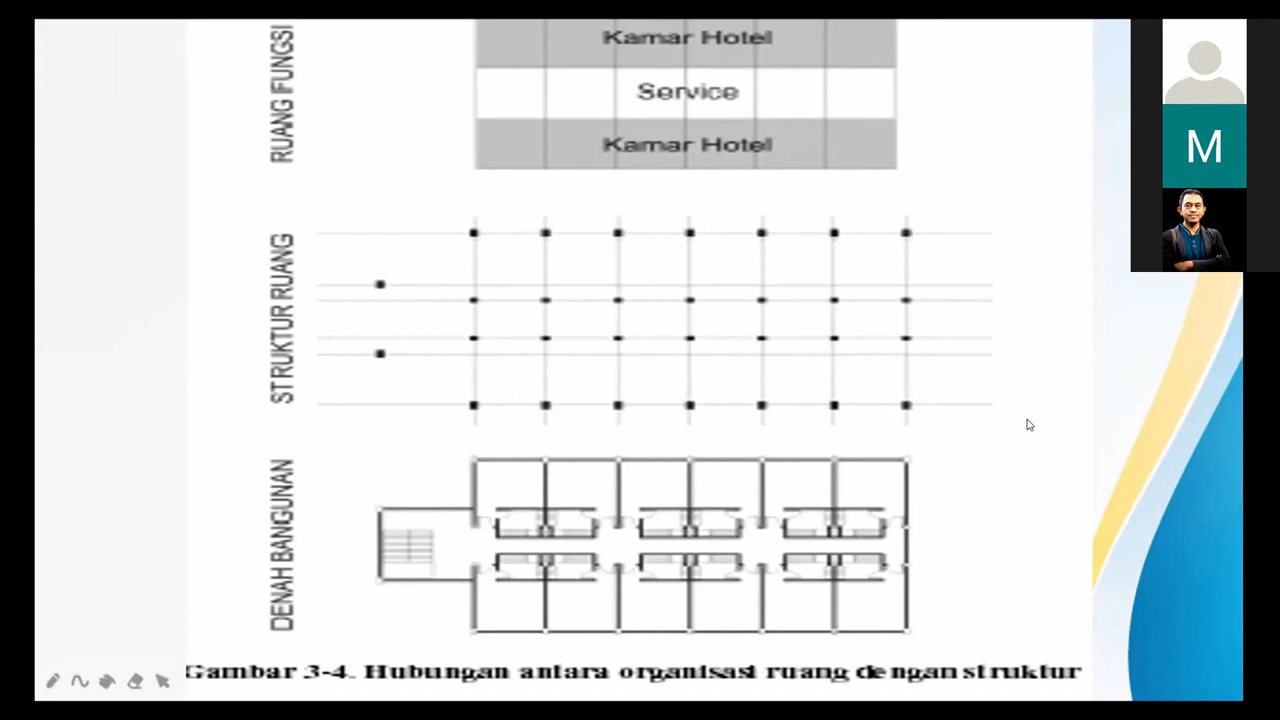 RUANG FUNGSI
Kamar Hotel
Service
Kamar Hotel
STRUKTUR RUANG
DENAH BANGUNAN
Gambar 3-4. Hubungan antara organisasi ruang dengan struktur
M